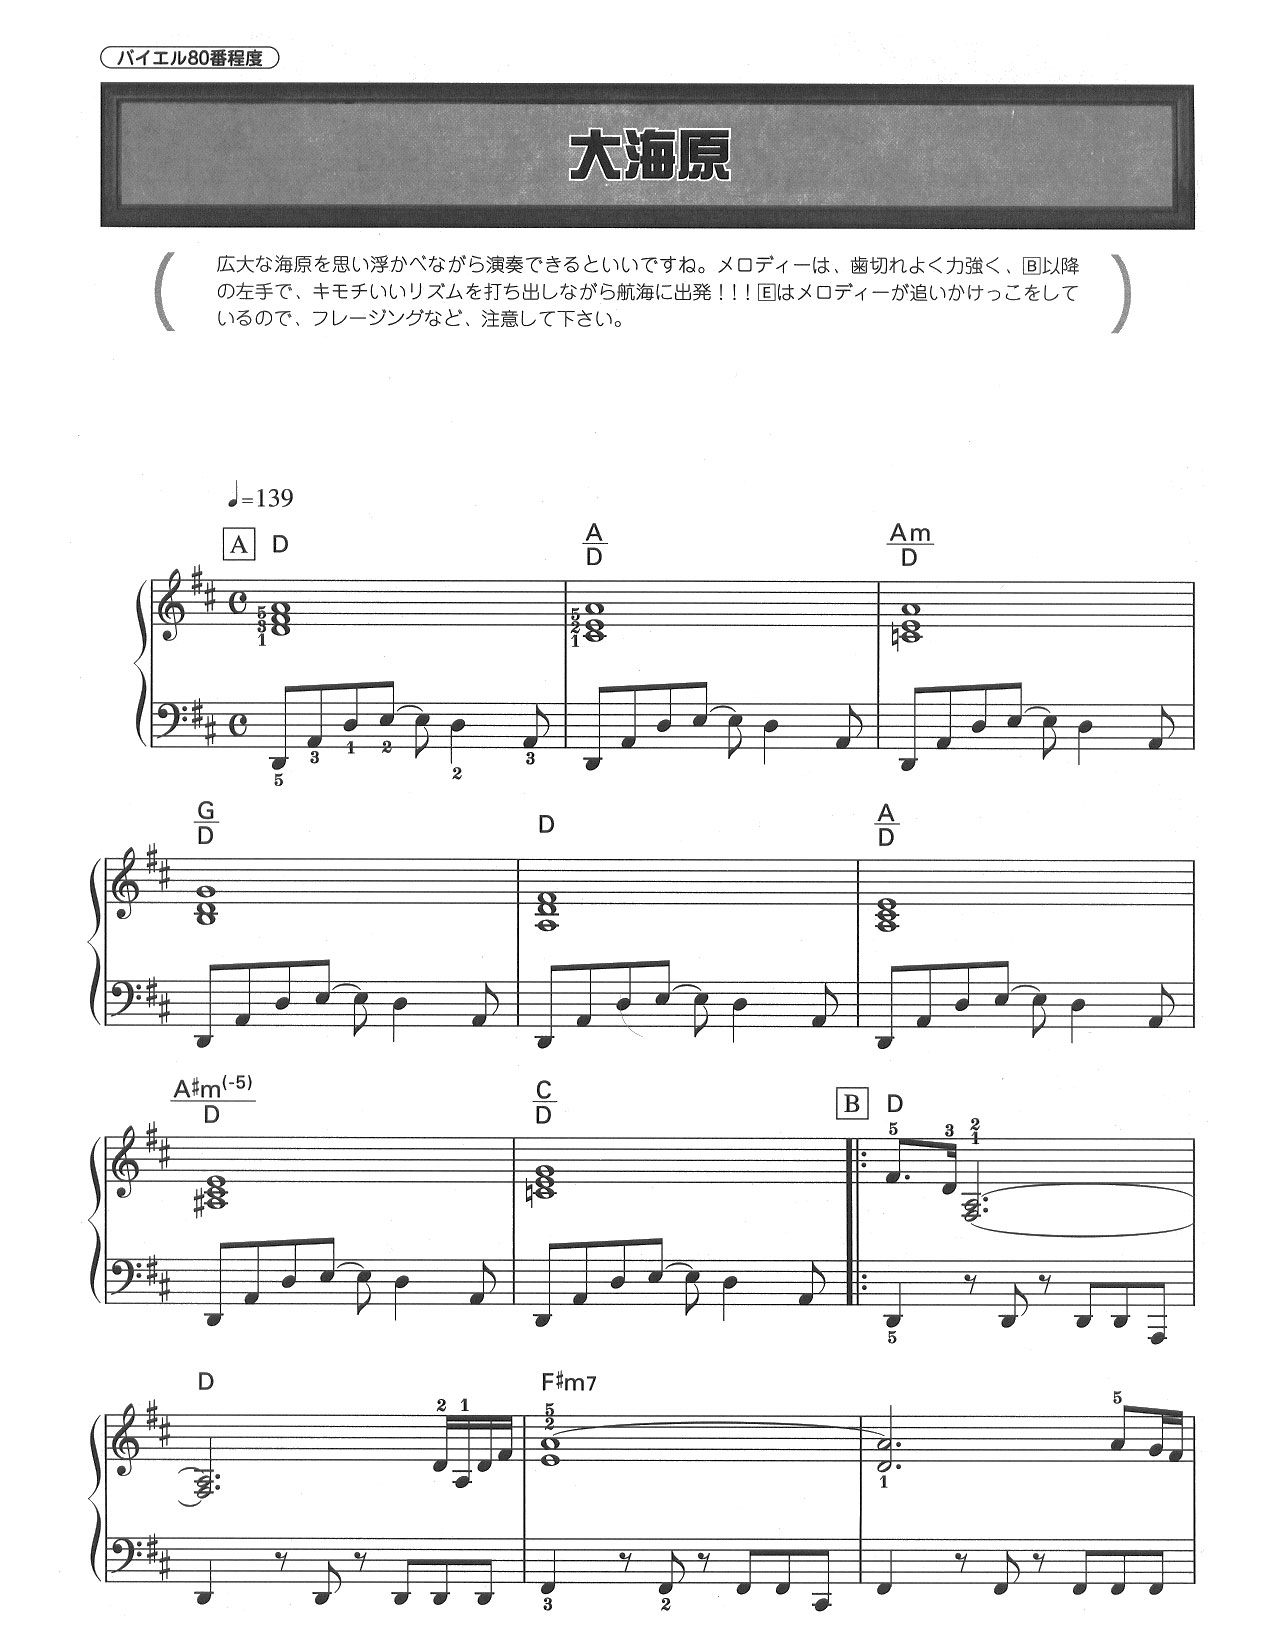 バイエル80番程度
大海原
広大な海原を思い浮かべながら演奏できるといいですね。メロディーは、歯切れよく力強く、B以降
の左手で、キモチいいリズムを打ち出しながら航海に出発！！！Eはメロディーが追いかけっこをして
いるので、フレージングなど、注意して下さい。
♩=139
A D A/D Am/D
5 3 1 5 2 1
5 3 1 2 2 3
G/D D A/D
A♯m(-5)/D C/D B D
5 3 2 1
5
D F♯m7
2 1 5 2 5
1
3 2